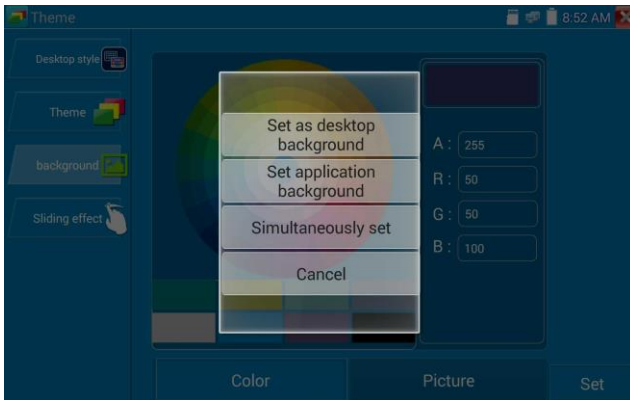 Theme
8:52 AM
Desktop style
Theme
background
Sliding effect
Set as desktop
background
Set application
background
Simultaneously set
Cancel
A : 255
R : 50
G : 50
B : 100
Color
Picture
Set